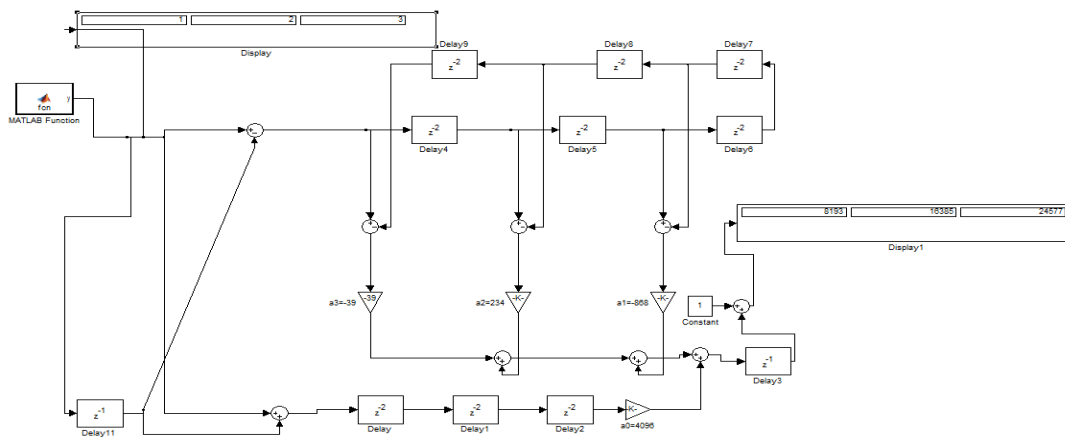 1 2 3
Display
Delay9 Delay8 Delay7
z-2 z-2 z-2
fcn y
MATLAB Function
+ −
z-2 z-2 z-2
Delay4 Delay5 Delay6
8193 16385 24577
Display1
+ − + − + −
a3=-39 -39 a2=234 -K- a1=-868 -K-
1
Constant
+ +
+ + + + + +
z-1
Delay3
z-1
Delay11
+ +
z-2 z-2 z-2 -K-
Delay Delay1 Delay2 a0=4096